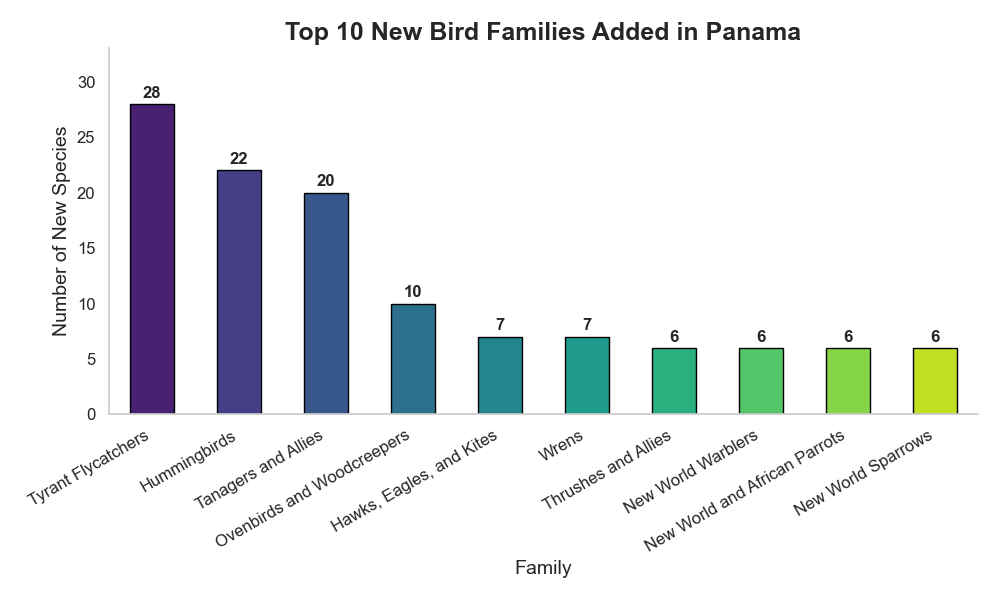 Top 10 New Bird Families Added in Panama
Number of New Species
30
25
20
15
10
5
0
28
22
20
10
7
7
6
6
6
6
Tyrant Flycatchers
Hummingbirds
Tanagers and Allies
Ovenbirds and Woodcreepers
Hawks, Eagles, and Kites
Wrens
Thrushes and Allies
New World Warblers
New World and African Parrots
New World Sparrows
Family